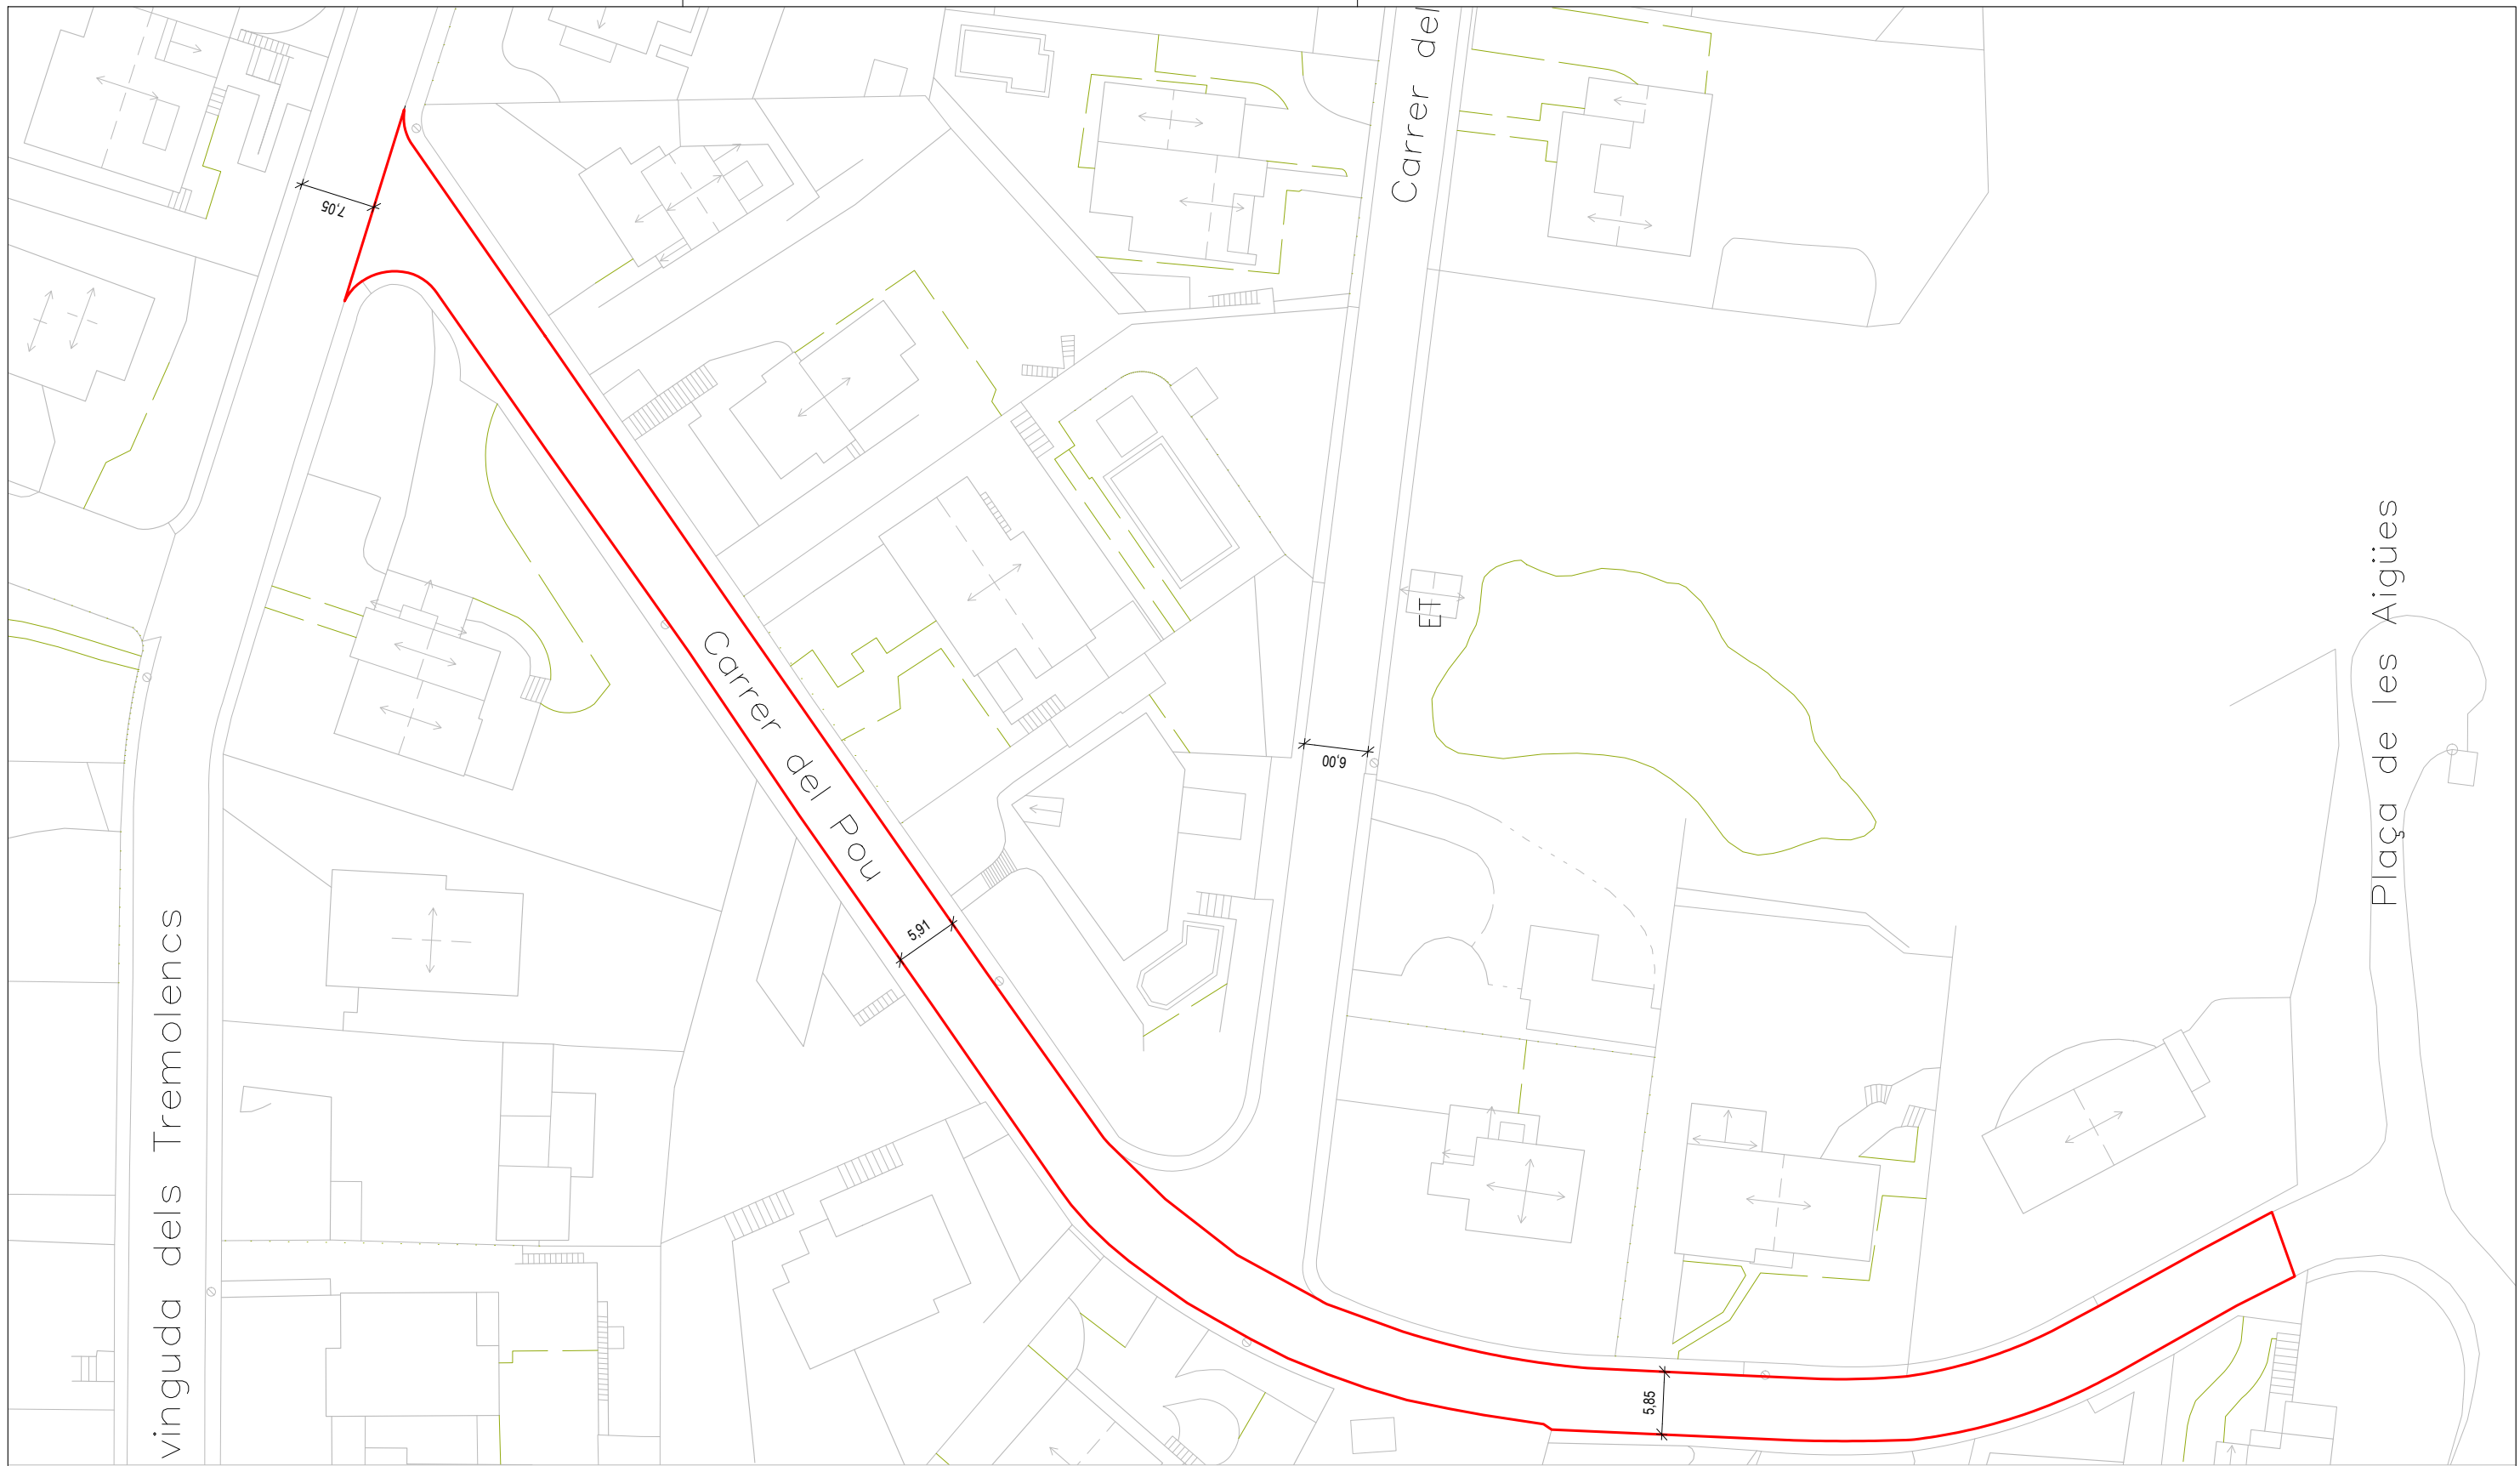 Carrer del
7,05
Plaça de les Aigües
ET
Carrer del Pou
6,00
5,91
vinguda dels Tremolencs
5,85